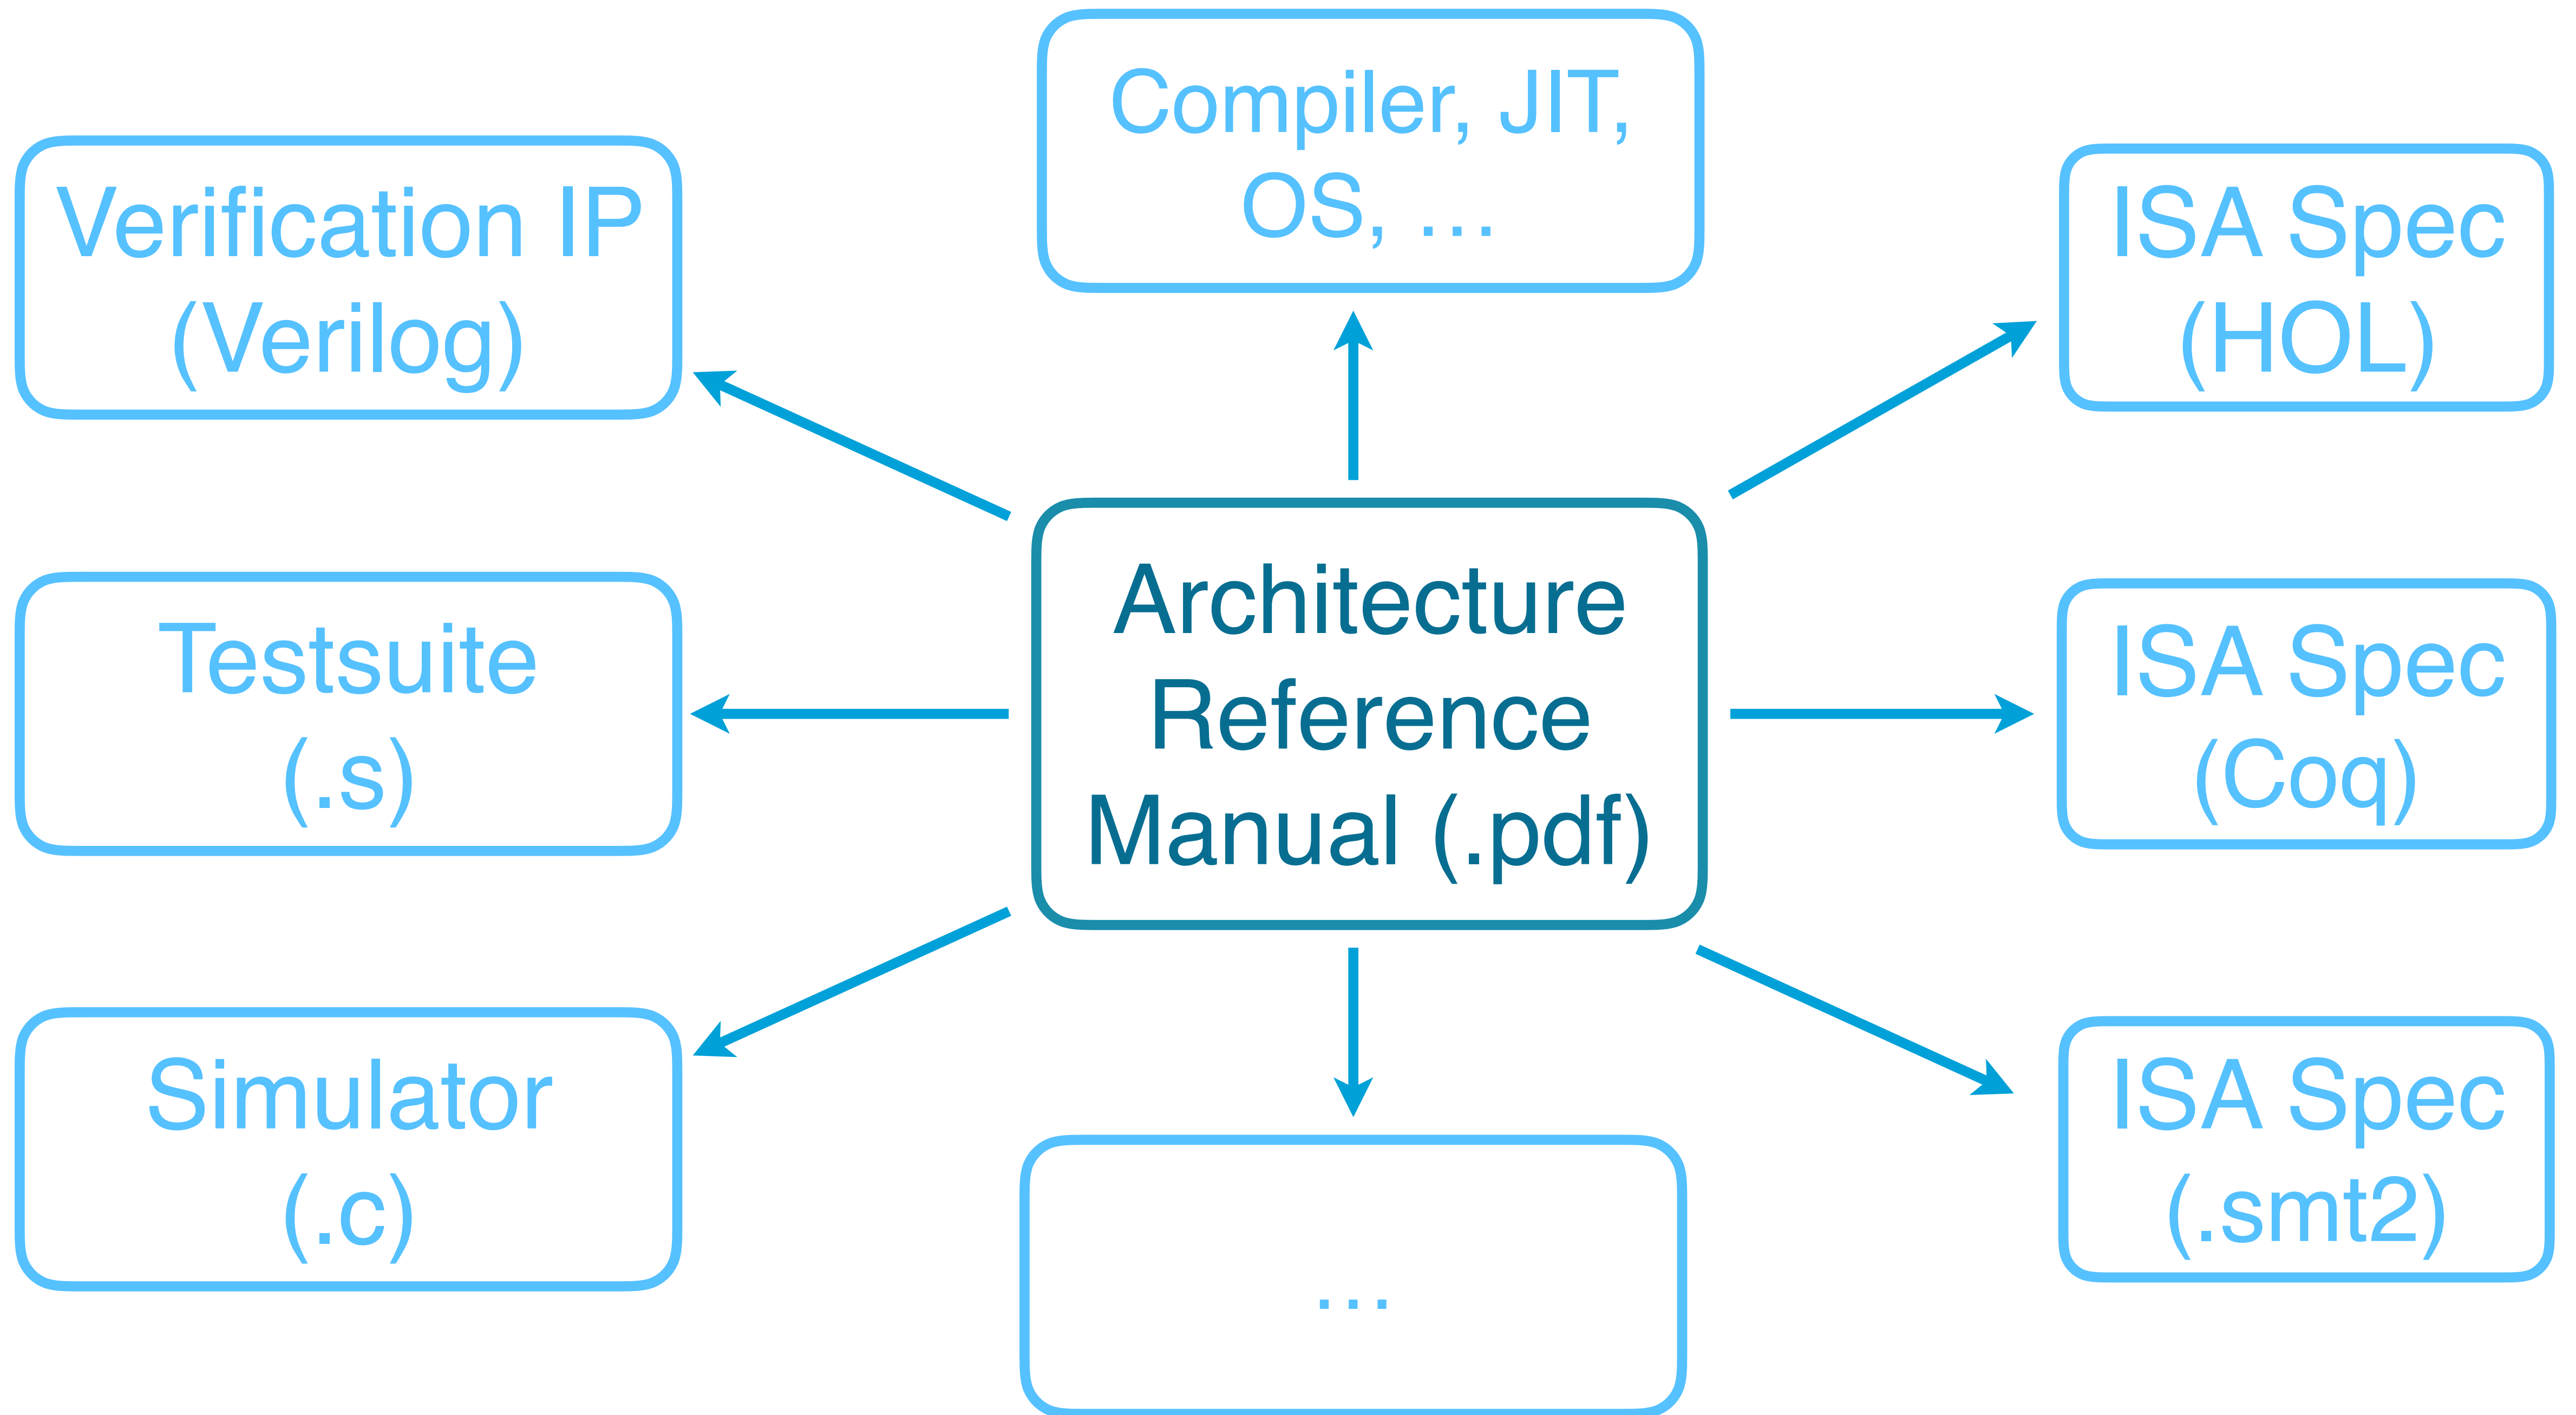 Compiler, JIT,
OS, …
Verification IP
(Verilog)
ISA Spec
(HOL)
Architecture
Reference
Manual (.pdf)
Testsuite
(.s)
ISA Spec
(Coq)
Simulator
(.c)
…
ISA Spec
(.smt2)